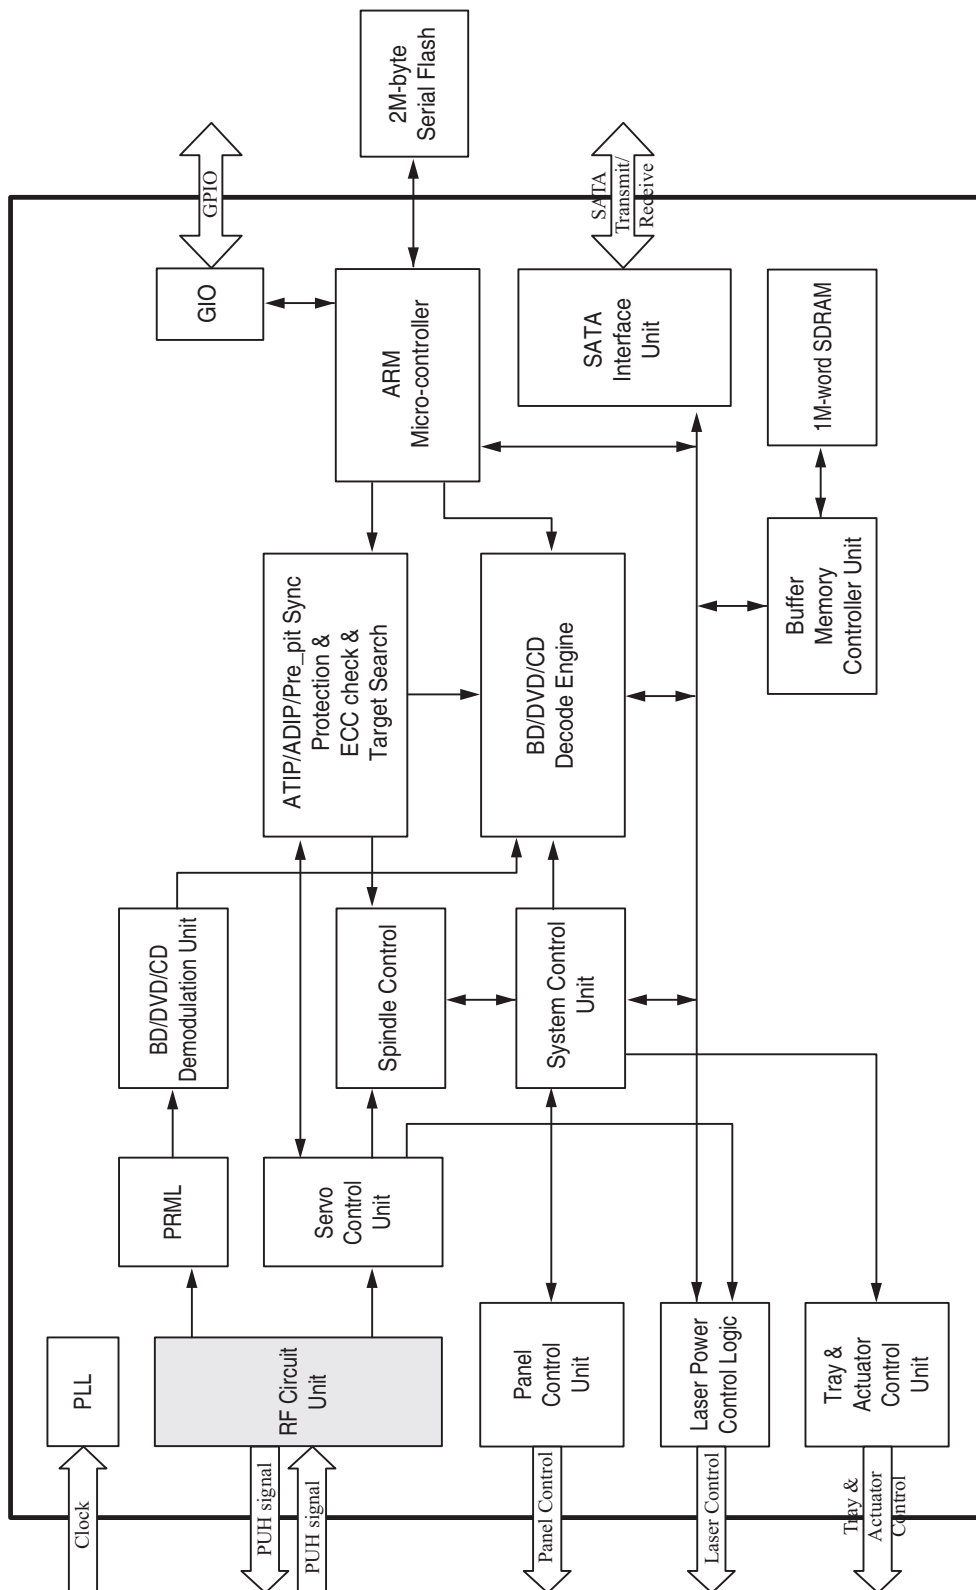 Clock
PLL
PRML
BD/DVD/CD
Demodulation Unit
GIO
GPIO
PUH signal
PUH signal
RF Circuit
Unit
Servo
Control
Unit
Spindle Control
ATIP/ADIP/Pre_pit Sync
Protection &
ECC check &
Target Search
ARM
Micro-controller
2M-byte
Serial Flash
Panel Control
Panel
Control
Unit
System Control
Unit
BD/DVD/CD
Decode Engine
SATA
Interface
Unit
SATA
Transmit/
Receive
Laser Control
Laser Power
Control Logic
Tray &
Actuator
Control
Tray &
Actuator
Control
Unit
Buffer
Memory
Controller Unit
1M-word SDRAM